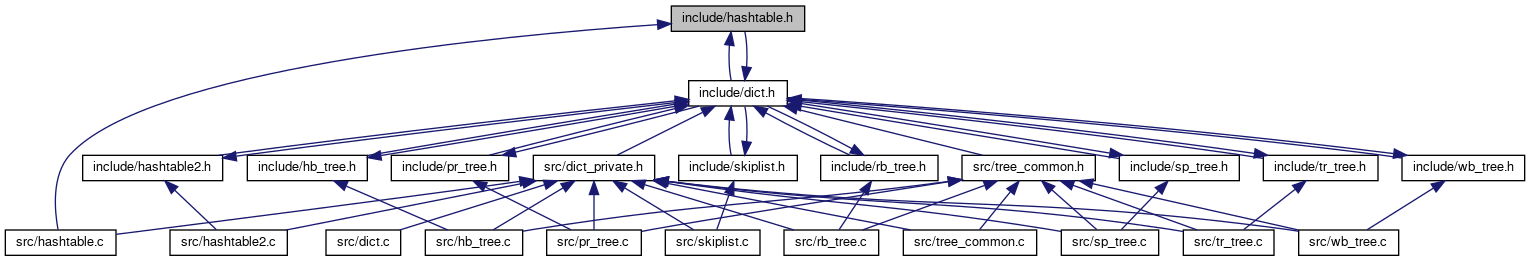 include/hashtable.h
include/dict.h
include/hashtable2.h
include/hb_tree.h
include/pr_tree.h
src/dict_private.h
include/skiplist.h
include/rb_tree.h
src/tree_common.h
include/sp_tree.h
include/tr_tree.h
include/wb_tree.h
src/hashtable.c
src/hashtable2.c
src/dict.c
src/hb_tree.c
src/pr_tree.c
src/skiplist.c
src/rb_tree.c
src/tree_common.c
src/sp_tree.c
src/tr_tree.c
src/wb_tree.c